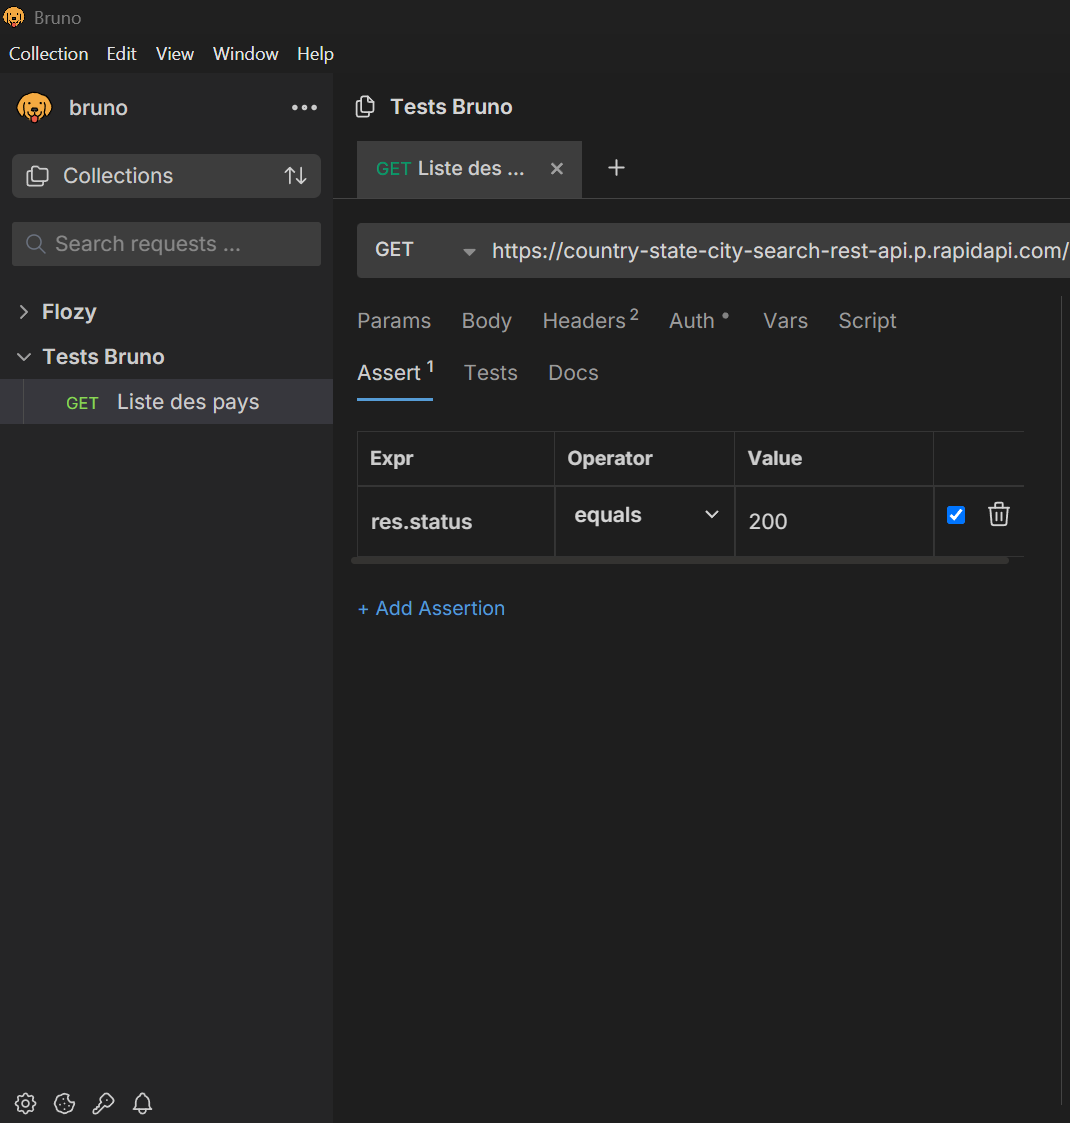 Bruno
Collection Edit View Window Help
bruno
Tests Bruno
GET Liste des ...
Collections
Search requests ...
GET https://country-state-city-search-rest-api.p.rapidapi.com/
Flozy
Tests Bruno
GET Liste des pays
Params Body Headers 2 Auth Vars Script
Assert 1 Tests Docs
Expr Operator Value
res.status equals 200
+ Add Assertion